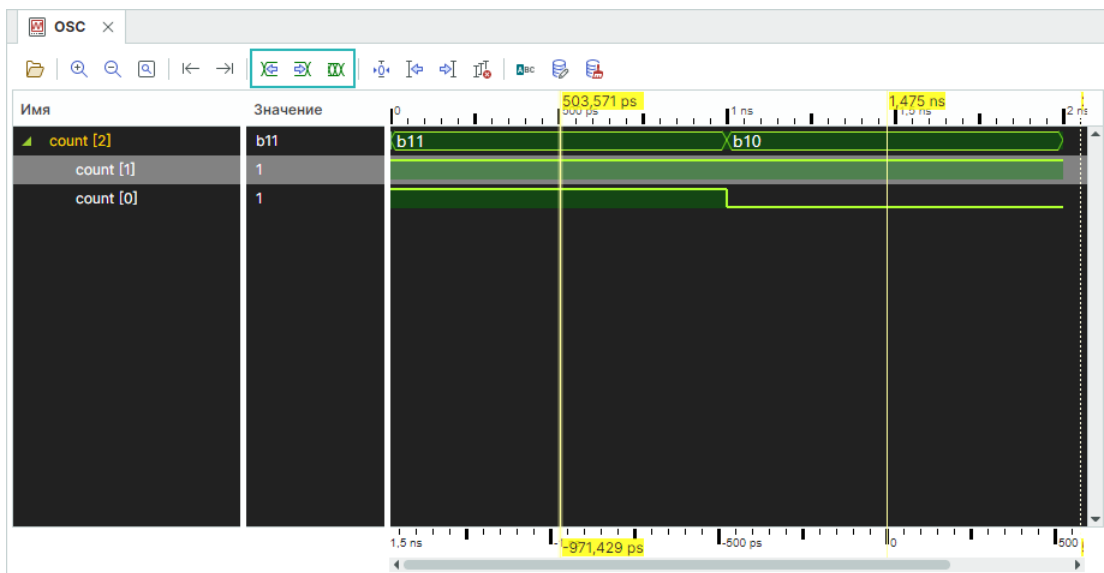 OSC
ABC
Имя
Значение
0
503,571 ps
500 ps
1 ns
1,475 ns
1,5 ns
2 ns
count [2]
b11
b11
b10
count [1]
1
count [0]
1
1,5 ns
-971,429 ps
-500 ps
0
500